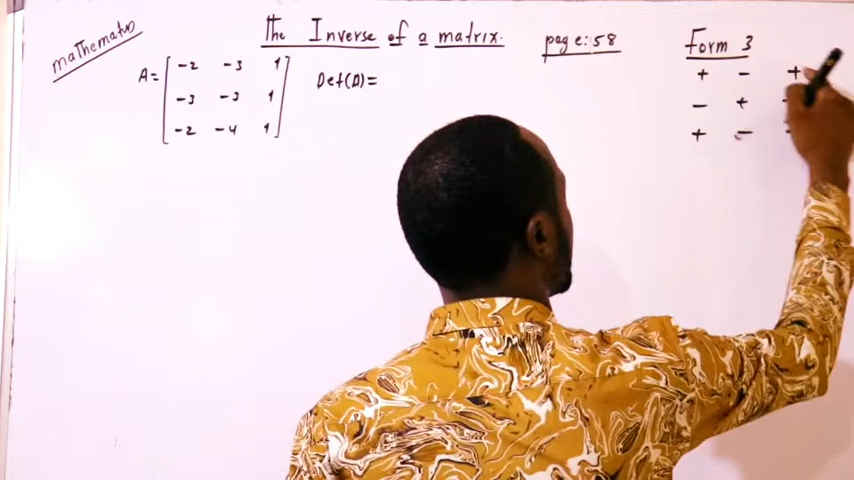 mathematics
The Inverse of a matrix.
page: 58
Form 3
A = [ -2 -3 1
-3 -3 1
-2 -4 1 ]
Det(A)=
+ - +
- +
+ -